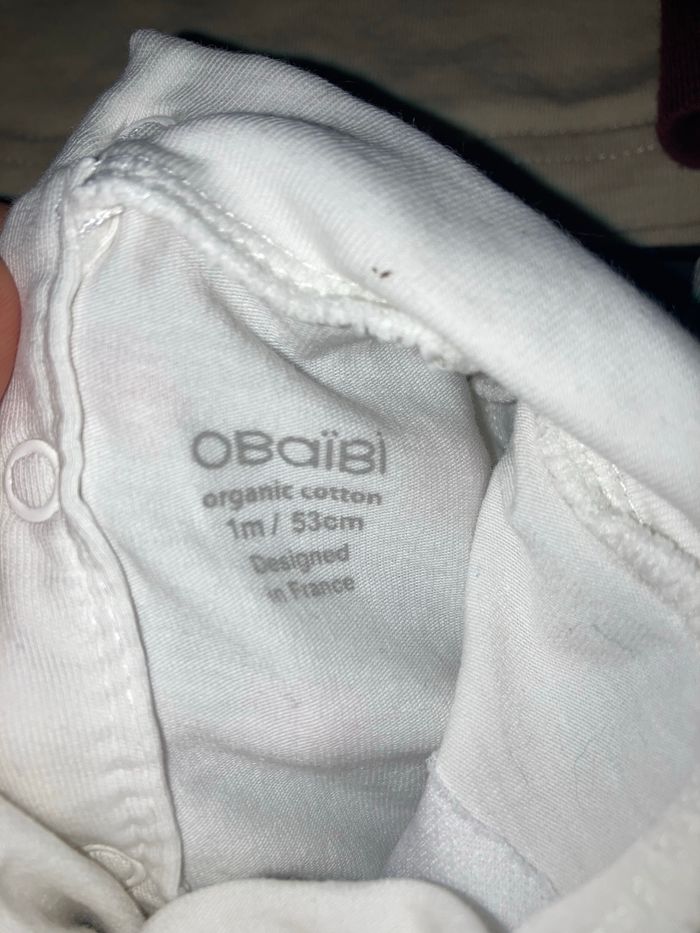 OBaïBi
organic cotton
1m / 53cm
Designed
in France